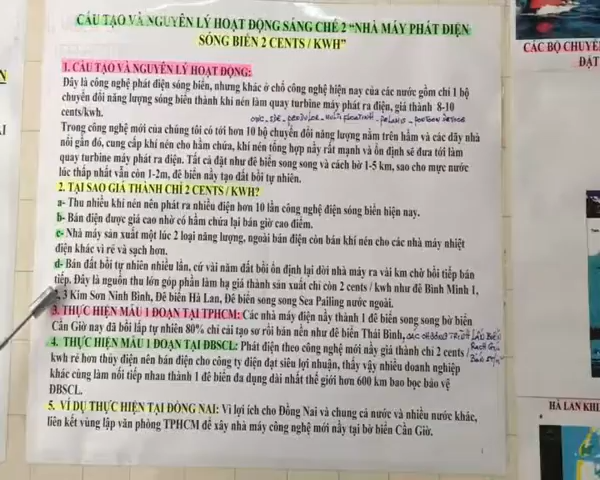 CẤU TẠO VÀ NGUYÊN LÝ HOẠT ĐỘNG SÁNG CHẾ 2 “NHÀ MÁY PHÁT ĐIỆN
SÓNG BIỂN 2 CENTS / KWH”
1. CẤU TẠO VÀ NGUYÊN LÝ HOẠT ĐỘNG:
Đây là công nghệ phát điện sóng biển, nhưng khác ở chổ công nghệ hiện nay của các nước gồm chỉ 1 bộ
chuyển đổi năng lượng sóng biển thành khí nén làm quay turbine máy phát ra điện, giá thành 8-10
cents/kwh.
Trong công nghệ mới của chúng tôi có tới hơn 10 bộ chuyển đổi năng lượng nằm trên hầm và các dãy nhà
nổi gần đó, cung cấp khí nén cho hầm chứa, khí nén tổng hợp nầy rất mạnh và ổn định sẽ đưa tới làm
quay turbine máy phát ra điện. Tất cả đặt như đê biển song song và cách bờ 1-5 km, sao cho mực nước
lúc thấp nhất vẫn còn 1-2m, đê biển nầy tạo đất bồi tự nhiên.
2. TẠI SAO GIÁ THÀNH CHỈ 2 CENTS / KWH?
a- Thu nhiều khí nén nên phát ra nhiều điện hơn 10 lần công nghệ điện sóng biển hiện nay.
b- Bán điện được giá cao nhờ có hầm chứa lại bán giờ cao điểm.
c- Nhà máy sản xuất một lúc 2 loại năng lượng, ngoài bán điện còn bán khí nén cho các nhà máy nhiệt
điện khác vì rẻ và sạch hơn.
d- Bán đất bồi tự nhiên nhiều lần, cứ vài năm đất bồi ổn định lại dời nhà máy ra vài km chờ bồi tiếp bán
tiếp. Đây là nguồn thu lớn góp phần làm hạ giá thành sản xuất chỉ còn 2 cents / kwh như đê Bình Minh 1,
2, 3 Kim Sơn Ninh Bình, Đê biển Hà Lan, Đê biển song song Sea Pailing nước ngoài.
3. THỰC HIỆN MẪU 1 ĐOẠN TẠI TPHCM: Các nhà máy điện nầy thành 1 đê biển song song bờ biển
Cần Giờ nay đã bồi lấp tự nhiên 80% chỉ cải tạo sơ rồi bán nền như đê biển Thái Bình,
4. THỰC HIỆN MẪU 1 ĐOẠN TẠI ĐBSCL: Phát điện theo công nghệ mới nầy giá thành chỉ 2 cents /
kwh rẻ hơn thủy điện nên bán điện cho công ty điện đạt siêu lợi nhuận, thấy vậy nhiều doanh nghiệp
khác cùng làm nối tiếp nhau thành 1 đê biển đa dụng dài nhất thế giới hơn 600 km bao bọc bảo vệ
ĐBSCL.
5. VÍ DỤ THỰC HIỆN TẠI ĐỒNG NAI: Vì lợi ích cho Đồng Nai và chung cả nước và nhiều nước khác,
liên kết vùng lập văn phòng TPHCM để xây nhà máy công nghệ mới nầy tại bờ biển Cần Giờ.
1
CÁC BỘ CHUYỂ
ĐẶT
HÀ LAN KHI